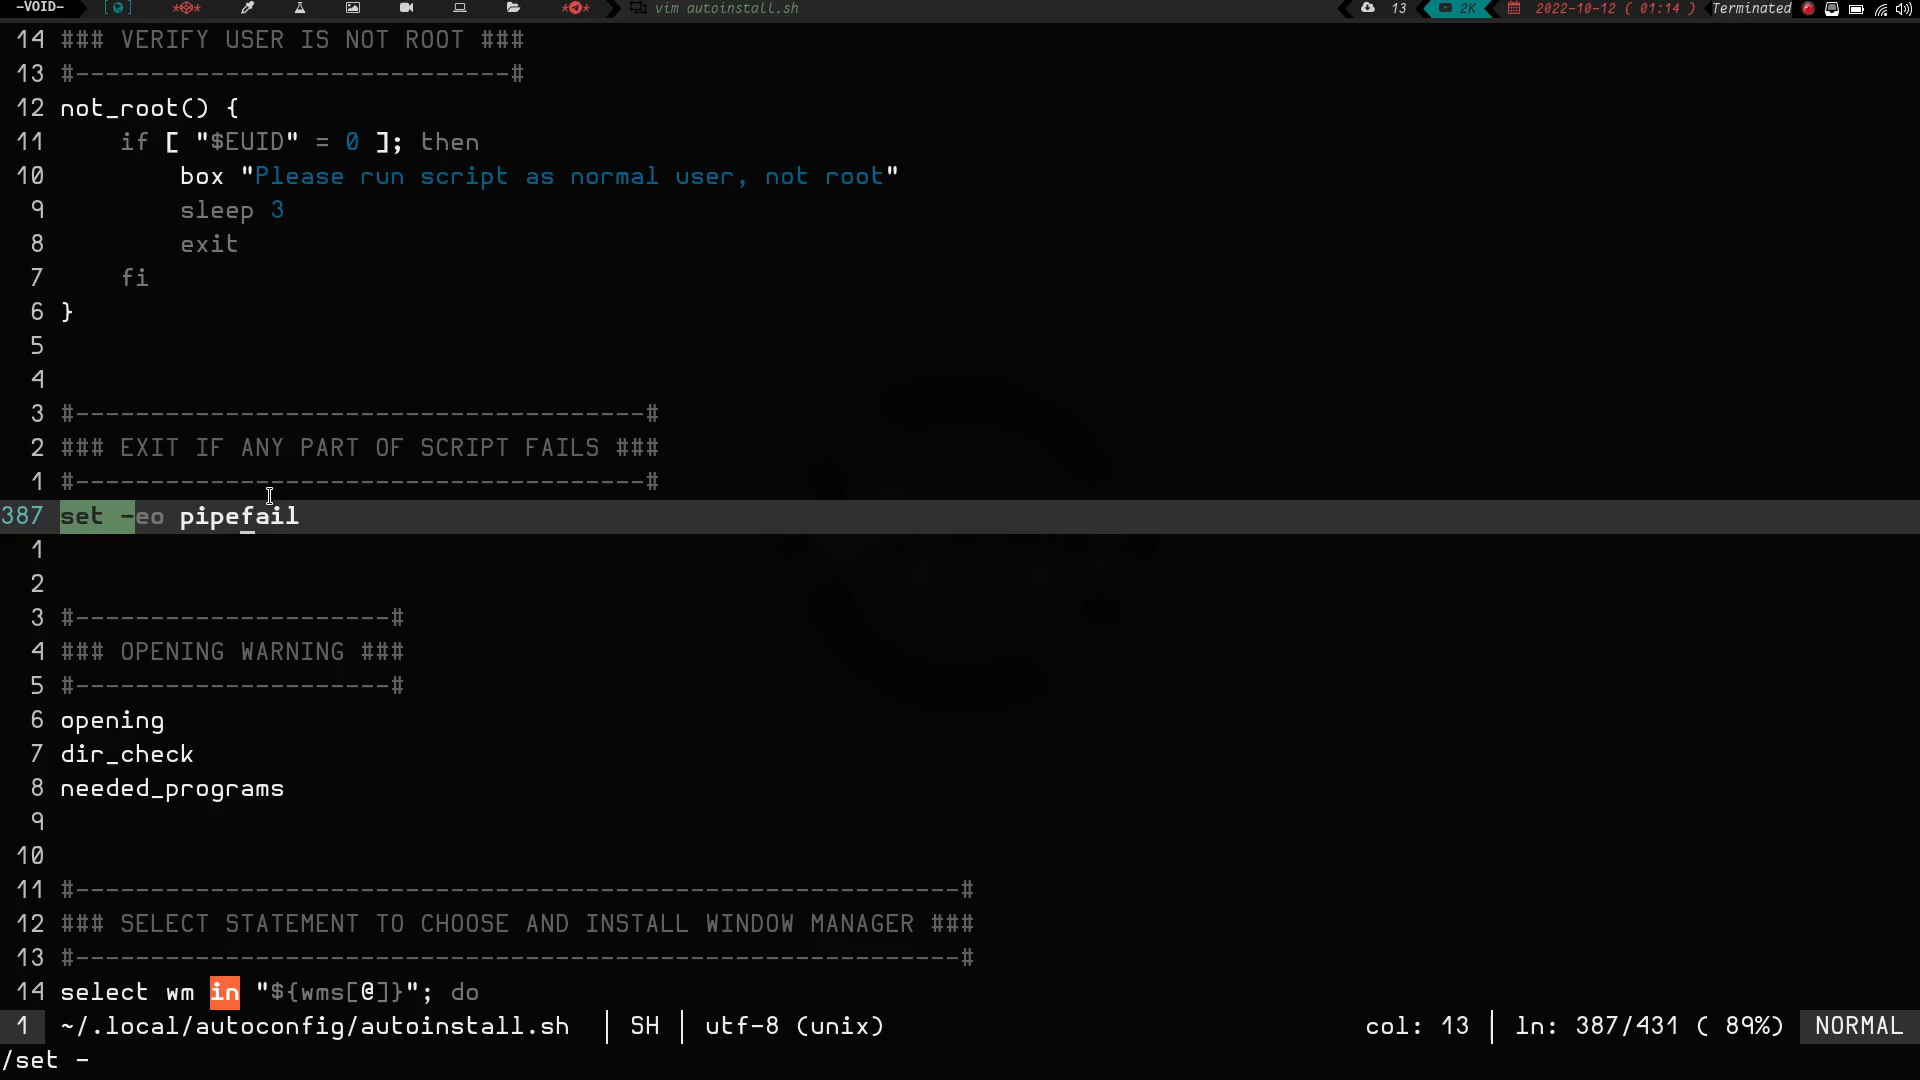 -VOID- vim autoinstall.sh 13 2K 2022-10-12 ( 01:14 ) Terminated
14 ### VERIFY USER IS NOT ROOT ###
13 #-----------------------------#
12 not_root() {
11 if [ "$EUID" = 0 ]; then
10 box "Please run script as normal user, not root"
9 sleep 3
8 exit
7 fi
6 }
5
4
3 #--------------------------------------#
2 ### EXIT IF ANY PART OF SCRIPT FAILS ###
1 #--------------------------------------#
387 set -eo pipefail
1
2
3 #---------------------#
4 ### OPENING WARNING ###
5 #---------------------#
6 opening
7 dir_check
8 needed_programs
9
10
11 #-----------------------------------------------------------#
12 ### SELECT STATEMENT TO CHOOSE AND INSTALL WINDOW MANAGER ###
13 #-----------------------------------------------------------#
14 select wm in "${wms[@]}"; do
1 ~/.local/autoconfig/autoinstall.sh | SH | utf-8 (unix) col: 13 | ln: 387/431 ( 89%) NORMAL
/set -